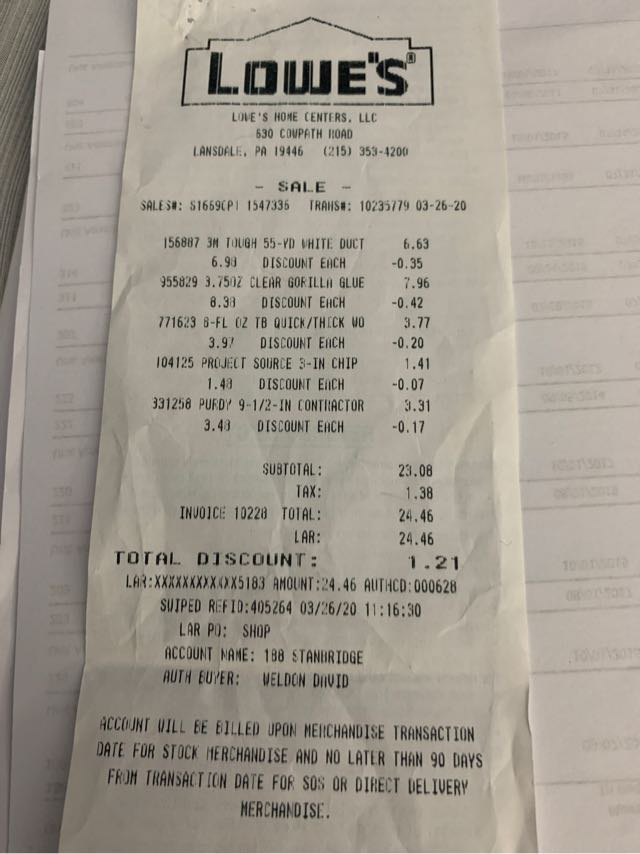 LOWE'S®
LOWE'S HOME CENTERS, LLC
630 COWPATH ROAD
LANSDALE, PA 19446 (215) 353-4200
- SALE -
SALES#: S1669CP1 1547336 TRANS#: 10235779 03-26-20
156887 3M TOUGH 55-YD WHITE DUCT 6.63
6.98 DISCOUNT EACH -0.35
955829 3.75OZ CLEAR GORILLA GLUE 7.96
8.38 DISCOUNT EACH -0.42
771623 8-FL OZ TB QUICK/THICK WO 3.77
3.97 DISCOUNT EACH -0.20
104125 PROJECT SOURCE 3-IN CHIP 1.41
1.48 DISCOUNT EACH -0.07
331258 PURDY 9-1/2-IN CONTRACTOR 3.31
3.48 DISCOUNT EACH -0.17
SUBTOTAL: 23.08
TAX: 1.38
INVOICE 10228 TOTAL: 24.46
LAR: 24.46
TOTAL DISCOUNT: 1.21
LAR:XXXXXXXXXXXX5183 AMOUNT:24.46 AUTHCD:000628
SWIPED REFID:405264 03/26/20 11:16:30
LAR PO: SHOP
ACCOUNT NAME: 188 STANBRIDGE
AUTH BUYER: WELDON DAVID
ACCOUNT WILL BE BILLED UPON MERCHANDISE TRANSACTION
DATE FOR STOCK MERCHANDISE AND NO LATER THAN 90 DAYS
FROM TRANSACTION DATE FOR SOS OR DIRECT DELIVERY
MERCHANDISE.